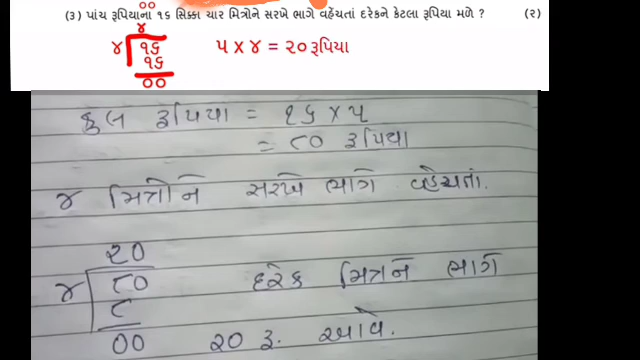 (૩) પાંચ રૂપિયાના ૧૬ સિક્કા ચાર મિત્રોને સરખે ભાગે વહેંચતાં દરેકને કેટલા રૂપિયા મળે ? (૨)
૦૦
૪
૪ ૧૬ ૫ X ૪ = ૨૦ રૂપિયા
૧૬
૦૦
કુલ રૂપિયા = ૧૬ x ૫
= ૮૦ રૂપિયા
૪ મિત્રોને સરખે ભાગે વહેચતાં.
૨૦
૪ ૮૦ દરેક મિત્રને ભાગે
૮
૦૦ ૨૦ રૂ. આવે.